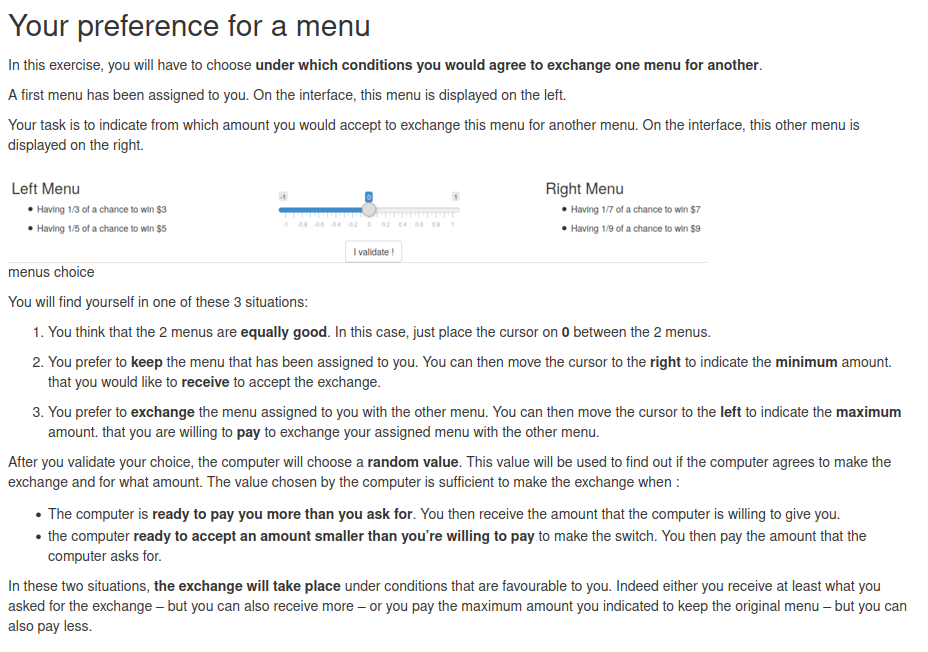 Your preference for a menu
In this exercise, you will have to choose under which conditions you would agree to exchange one menu for another.
A first menu has been assigned to you. On the interface, this menu is displayed on the left.
Your task is to indicate from which amount you would accept to exchange this menu for another menu. On the interface, this other menu is
displayed on the right.
Left Menu
• Having 1/3 of a chance to win $3
• Having 1/5 of a chance to win $5
-1 0 1
-1 -0.8 -0.6 -0.4 -0.2 0 0.2 0.4 0.6 0.8 1
I validate !
Right Menu
• Having 1/7 of a chance to win $7
• Having 1/9 of a chance to win $9
menus choice
You will find yourself in one of these 3 situations:
1. You think that the 2 menus are equally good. In this case, just place the cursor on 0 between the 2 menus.
2. You prefer to keep the menu that has been assigned to you. You can then move the cursor to the right to indicate the minimum amount.
that you would like to receive to accept the exchange.
3. You prefer to exchange the menu assigned to you with the other menu. You can then move the cursor to the left to indicate the maximum
amount. that you are willing to pay to exchange your assigned menu with the other menu.
After you validate your choice, the computer will choose a random value. This value will be used to find out if the computer agrees to make the
exchange and for what amount. The value chosen by the computer is sufficient to make the exchange when :
• The computer is ready to pay you more than you ask for. You then receive the amount that the computer is willing to give you.
• the computer ready to accept an amount smaller than you're willing to pay to make the switch. You then pay the amount that the
computer asks for.
In these two situations, the exchange will take place under conditions that are favourable to you. Indeed either you receive at least what you
asked for the exchange – but you can also receive more – or you pay the maximum amount you indicated to keep the original menu – but you can
also pay less.